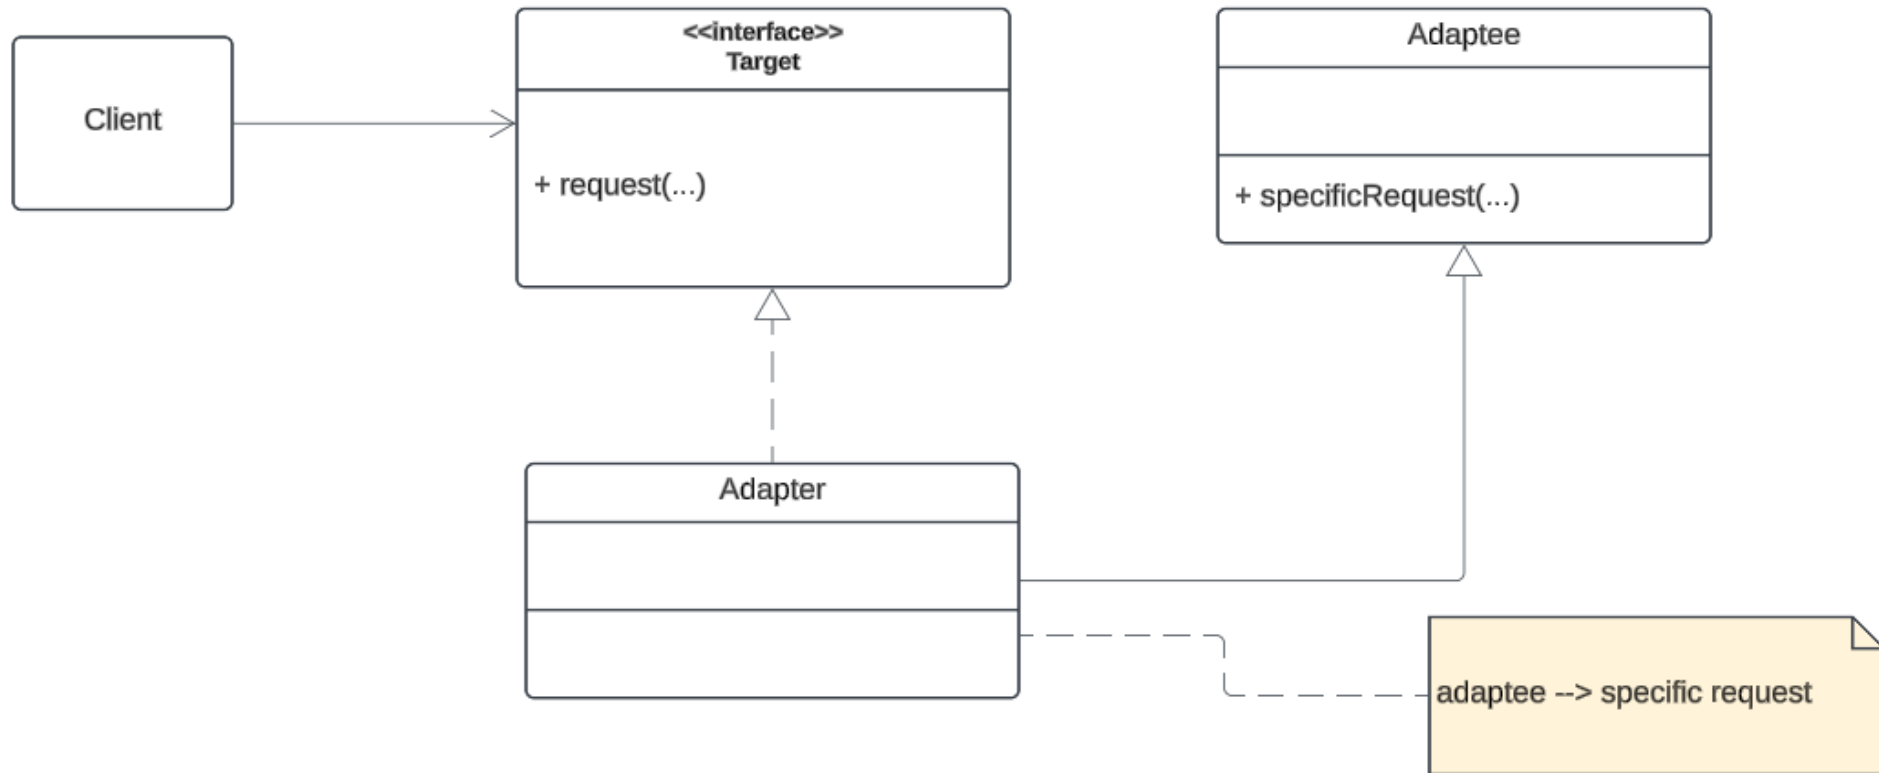 Client
<<interface>>
Target
+ request(...)
Adaptee
+ specificRequest(...)
Adapter
adaptee --> specific request